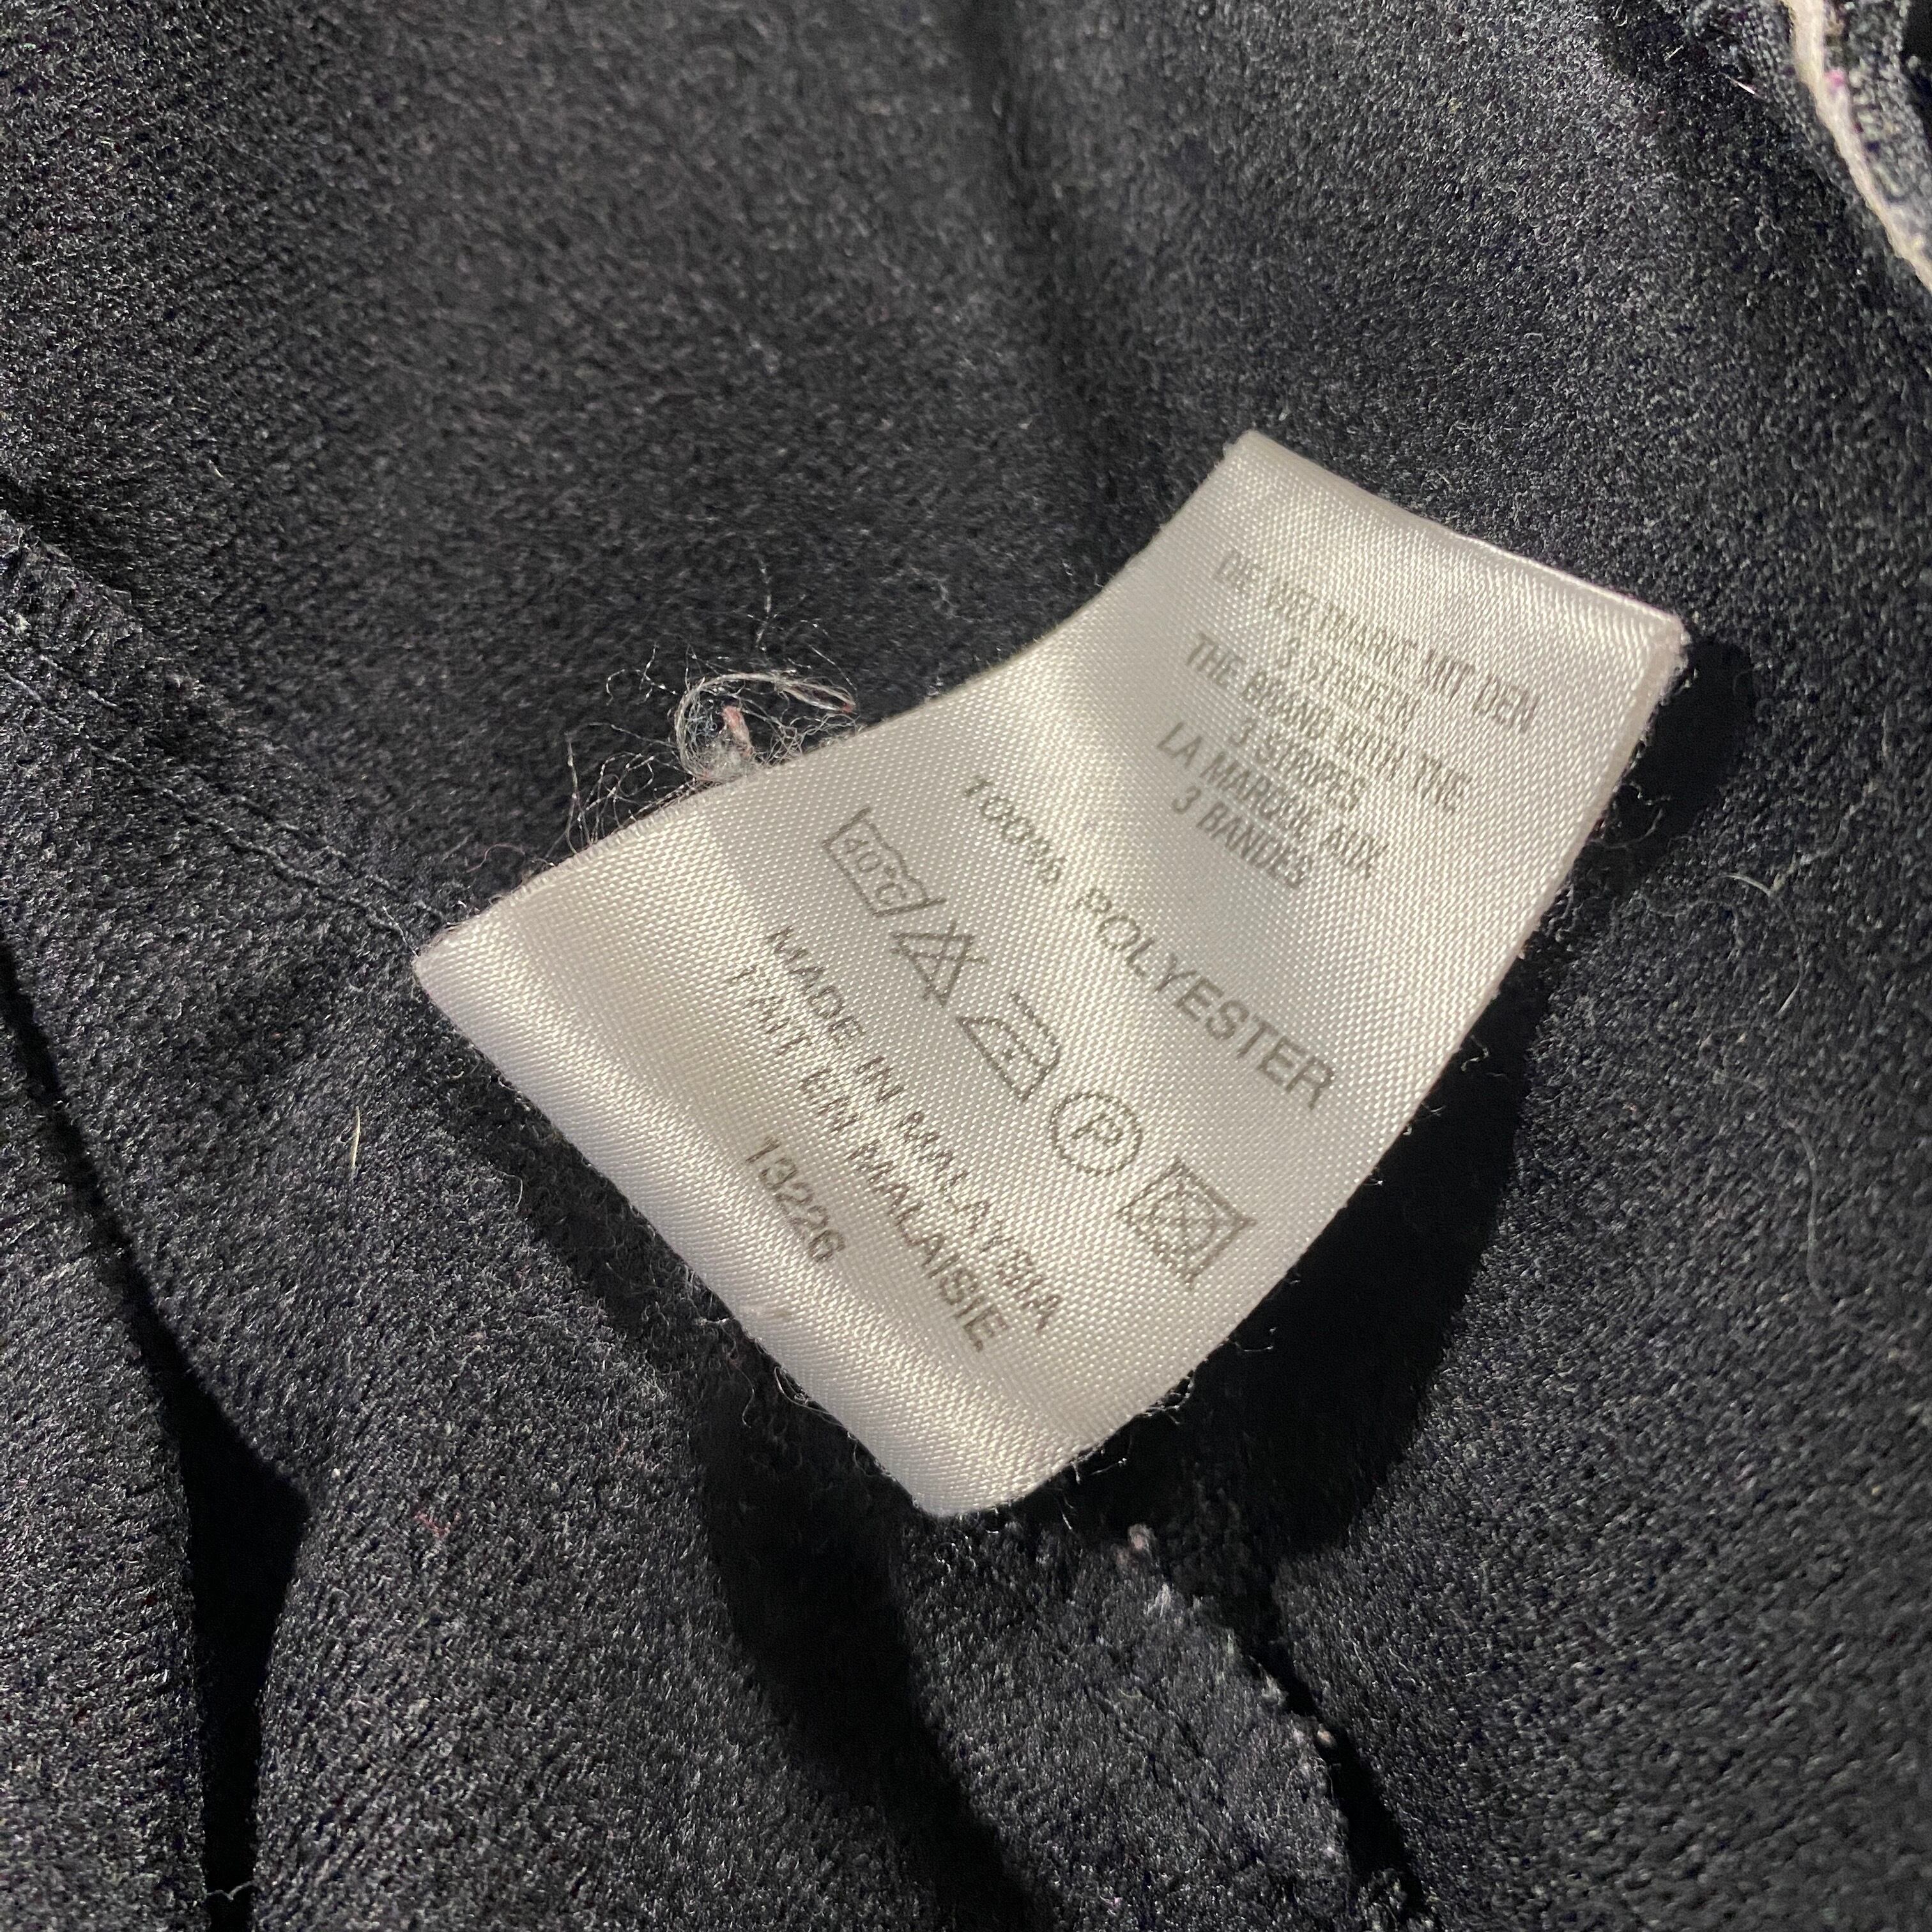 DIE MARKE MIT DEN
3 STREIFEN
THE BRAND WITH THE
3 STRIPES
LA MARQUE AUX
3 BANDES
100% POLYESTER
40°C P
MADE IN MALAYSIA
FAIT EN MALAISIE
13226